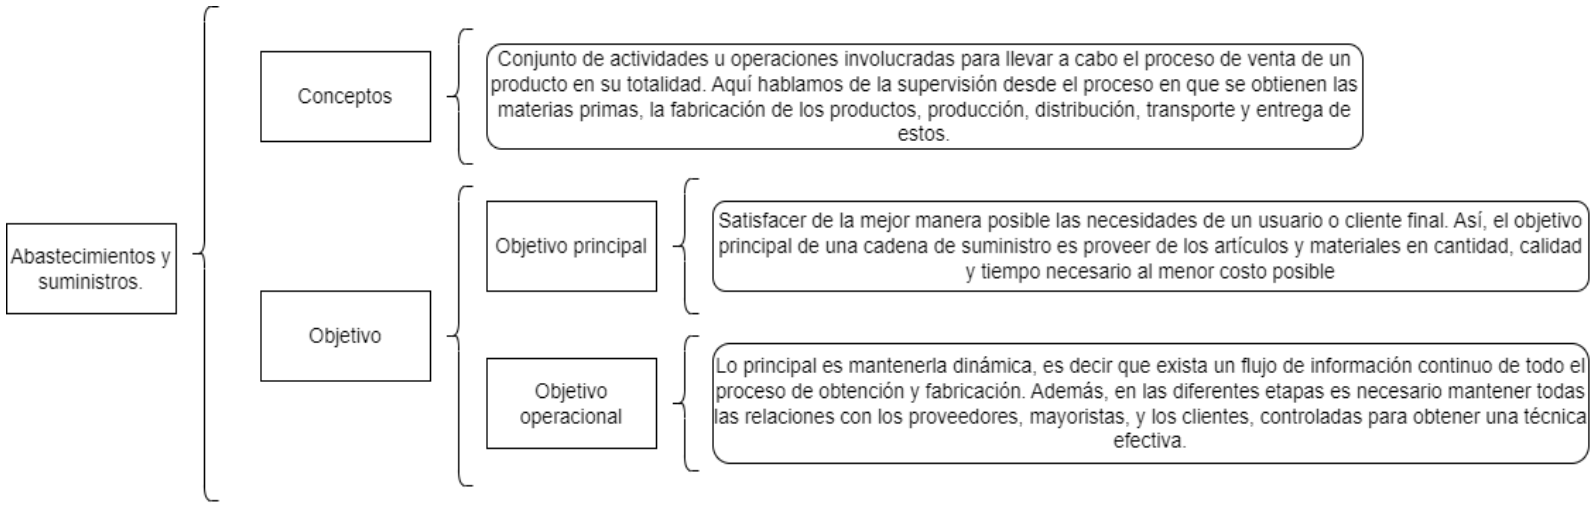 Abastecimientos y
suministros.
Conceptos
Conjunto de actividades u operaciones involucradas para llevar a cabo el proceso de venta de un
producto en su totalidad. Aquí hablamos de la supervisión desde el proceso en que se obtienen las
materias primas, la fabricación de los productos, producción, distribución, transporte y entrega de
estos.
Objetivo
Objetivo principal
Satisfacer de la mejor manera posible las necesidades de un usuario o cliente final. Así, el objetivo
principal de una cadena de suministro es proveer de los artículos y materiales en cantidad, calidad
y tiempo necesario al menor costo posible
Objetivo
operacional
Lo principal es mantenerla dinámica, es decir que exista un flujo de información continuo de todo el
proceso de obtención y fabricación. Además, en las diferentes etapas es necesario mantener todas
las relaciones con los proveedores, mayoristas, y los clientes, controladas para obtener una técnica
efectiva.